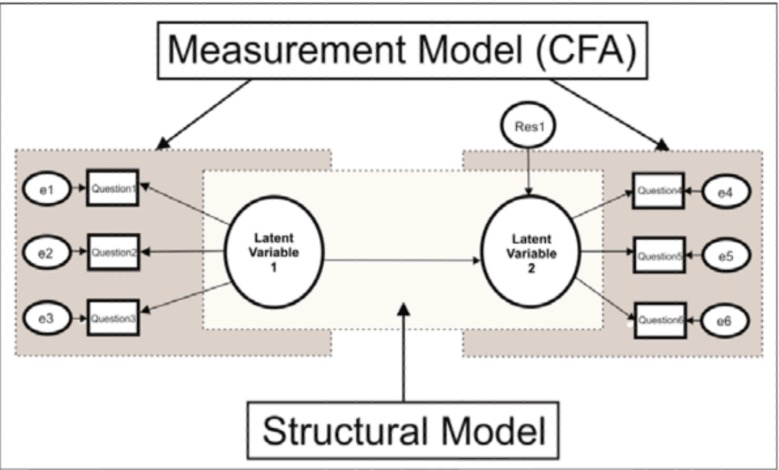 Measurement Model (CFA)
Res1
e1
Question1
e2
Question2
e3
Question3
Latent
Variable
1
Latent
Variable
2
Question4
e4
Question5
e5
Question6
e6
Structural Model